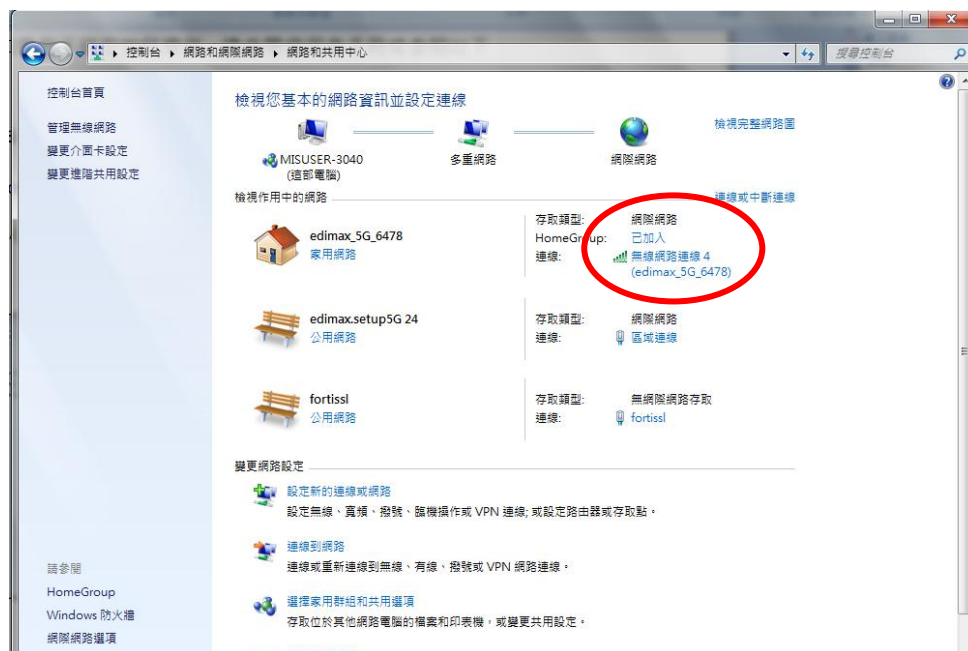 控制台 ▸ 網路和網際網路 ▸ 網路和共用中心
搜尋控制台
控制台首頁
管理無線網路
變更介面卡設定
變更進階共用設定
檢視您基本的網路資訊並設定連線
檢視完整網路圖
MISUSER-3040
(這部電腦)
多重網路
網際網路
檢視作用中的網路
連線或中斷連線
edimax_5G_6478
家用網路
存取類型: 網際網路
HomeGroup: 已加入
連線: 無線網路連線 4
(edimax_5G_6478)
edimax.setup5G 24
公用網路
存取類型: 網際網路
連線: 區域連線
fortissl
公用網路
存取類型: 無網際網路存取
連線: fortissl
變更網路設定
設定新的連線或網路
設定無線、寬頻、撥號、臨機操作或 VPN 連線; 或設定路由器或存取點。
連線到網路
連線或重新連線到無線、有線、撥號或 VPN 網路連線。
選擇家用群組和共用選項
存取位於其他網路電腦的檔案和印表機，或變更共用設定。
請參閱
HomeGroup
Windows 防火牆
網際網路選項